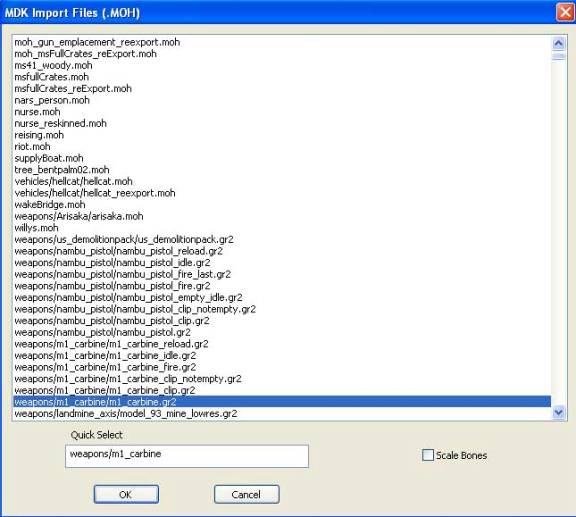 MDK Import Files (.MOH)
moh_gun_emplacement_reexport.moh
moh_msFullCrates_reExport.moh
ms41_woody.moh
msfullCrates.moh
msfullCrates_reExport.moh
nars_person.moh
nurse.moh
nurse_reskinned.moh
reising.moh
riot.moh
supplyBoat.moh
tree_bentpalm02.moh
vehicles/hellcat/hellcat.moh
vehicles/hellcat/hellcat_reexport.moh
wakeBridge.moh
weapons/Arisaka/arisaka.moh
willys.moh
weapons/us_demolitionpack/us_demolitionpack.gr2
weapons/nambu_pistol/nambu_pistol_reload.gr2
weapons/nambu_pistol/nambu_pistol_idle.gr2
weapons/nambu_pistol/nambu_pistol_fire_last.gr2
weapons/nambu_pistol/nambu_pistol_fire.gr2
weapons/nambu_pistol/nambu_pistol_empty_idle.gr2
weapons/nambu_pistol/nambu_pistol_clip_notempty.gr2
weapons/nambu_pistol/nambu_pistol_clip.gr2
weapons/nambu_pistol/nambu_pistol.gr2
weapons/m1_carbine/m1_carbine_reload.gr2
weapons/m1_carbine/m1_carbine_idle.gr2
weapons/m1_carbine/m1_carbine_fire.gr2
weapons/m1_carbine/m1_carbine_clip_notempty.gr2
weapons/m1_carbine/m1_carbine_clip.gr2
weapons/m1_carbine/m1_carbine.gr2
weapons/landmine_axis/model_93_mine_lowres.gr2
Quick Select
weapons/m1_carbine
Scale Bones
OK
Cancel